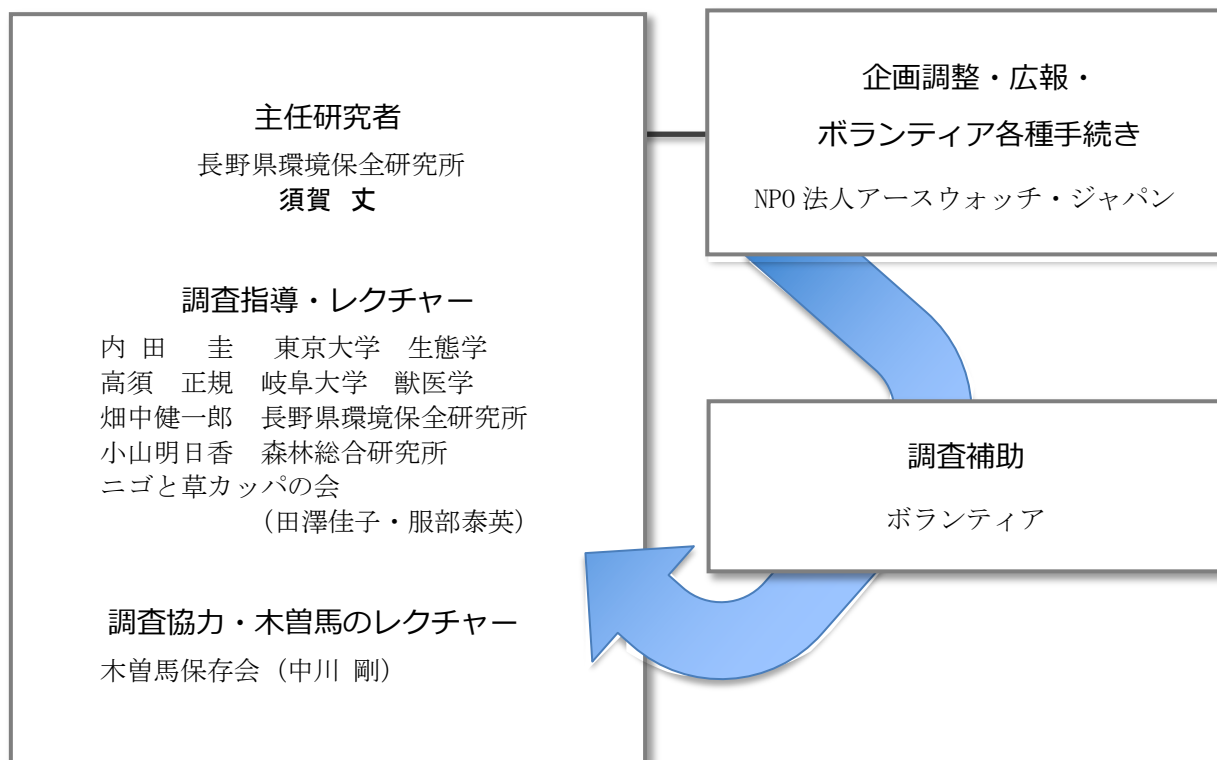 主任研究者
長野県環境保全研究所
須賀 丈
調査指導・レクチャー
内 田 圭 東京大学 生態学
高須 正規 岐阜大学 獣医学
畑中健一郎 長野県環境保全研究所
小山明日香 森林総合研究所
ニゴと草カッパの会
（田澤佳子・服部泰英）
調査協力・木曽馬のレクチャー
木曽馬保存会（中川 剛）
企画調整・広報・
ボランティア各種手続き
NPO 法人アースウォッチ・ジャパン
調査補助
ボランティア